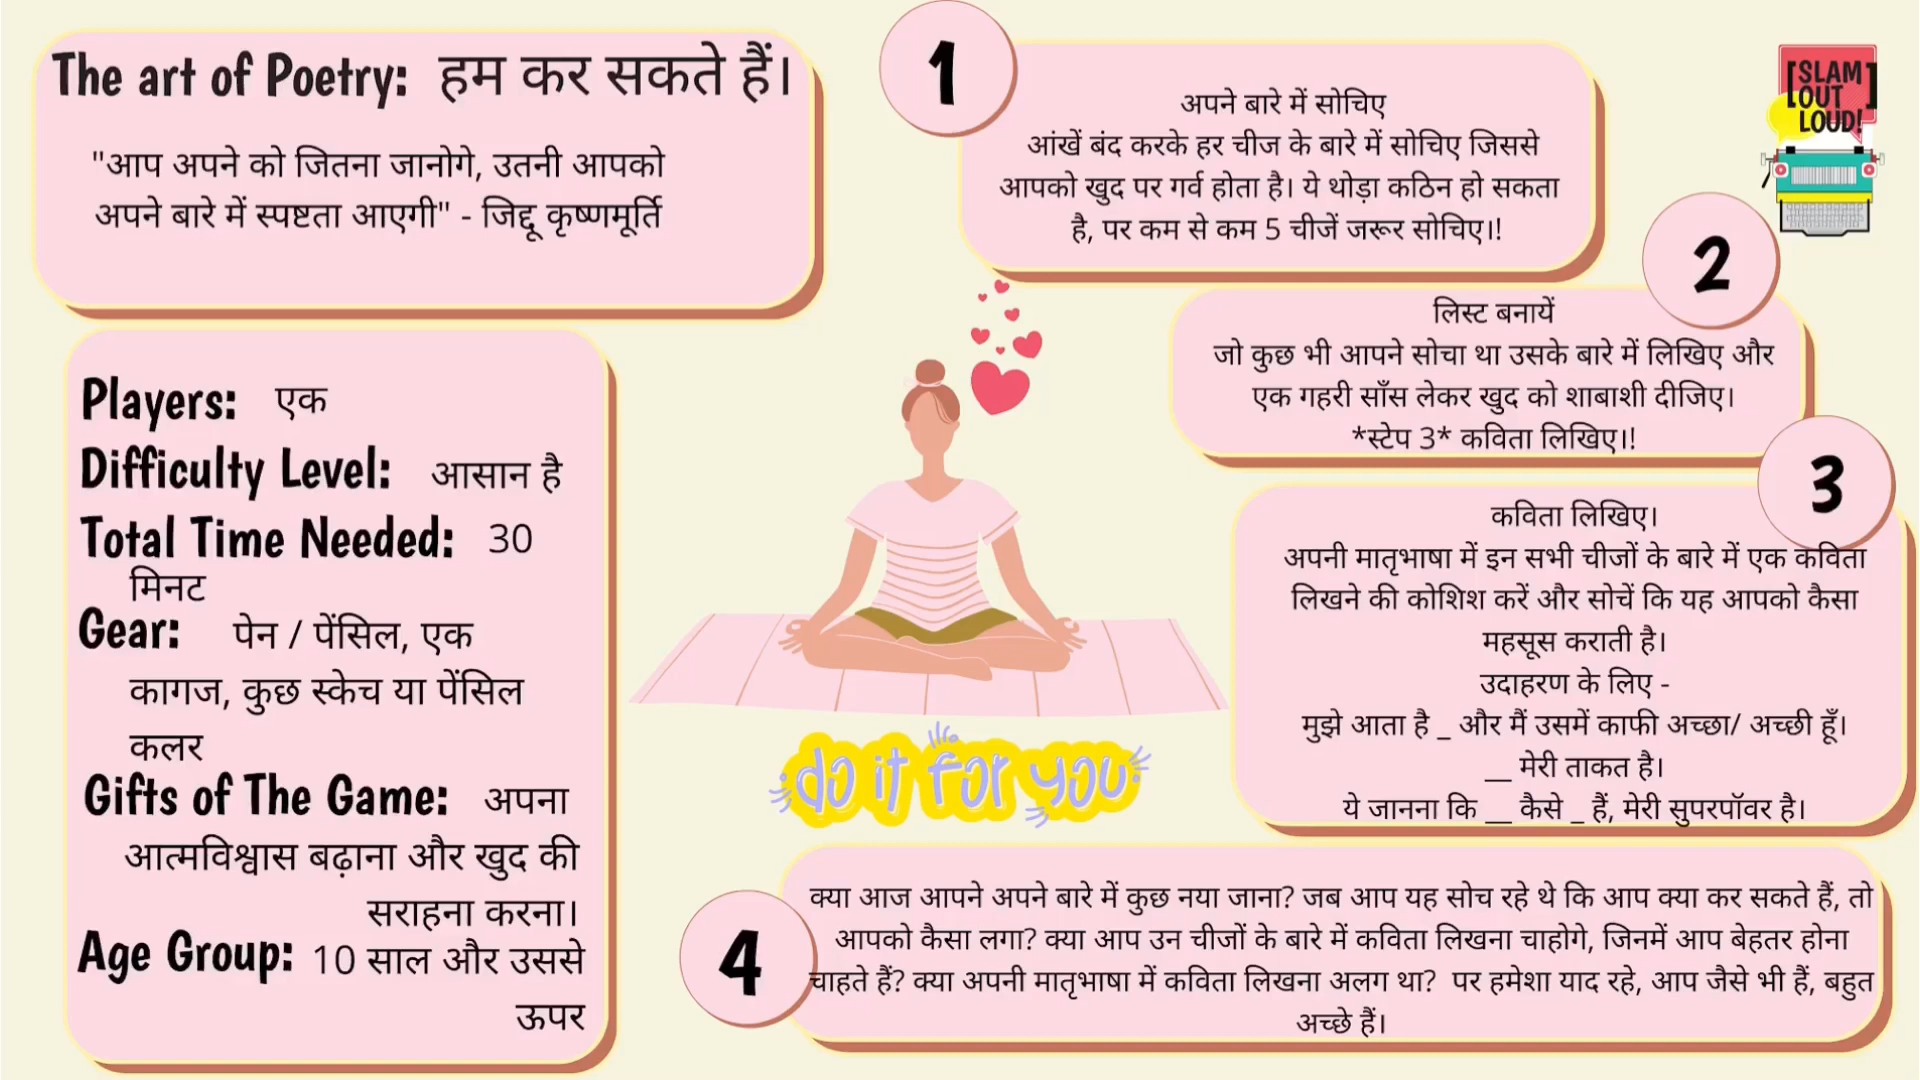 The art of Poetry: हम कर सकते हैं।
"आप अपने को जितना जानोगे, उतनी आपको
अपने बारे में स्पष्टता आएगी" - जिद्दू कृष्णमूर्ति
Players: एक
Difficulty Level: आसान है
Total Time Needed: 30
मिनट
Gear: पेन / पेंसिल, एक
कागज, कुछ स्केच या पेंसिल
कलर
Gifts of The Game: अपना
आत्मविश्वास बढ़ाना और खुद की
सराहना करना।
Age Group: 10 साल और उससे
ऊपर
1
अपने बारे में सोचिए
आंखें बंद करके हर चीज के बारे में सोचिए जिससे
आपको खुद पर गर्व होता है। ये थोड़ा कठिन हो सकता
है, पर कम से कम 5 चीजें जरूर सोचिए।!
[SLAM
OUT
LOUD!]
2
लिस्ट बनायें
जो कुछ भी आपने सोचा था उसके बारे में लिखिए और
एक गहरी साँस लेकर खुद को शाबाशी दीजिए।
*स्टेप 3* कविता लिखिए।!
3
कविता लिखिए।
अपनी मातृभाषा में इन सभी चीजों के बारे में एक कविता
लिखने की कोशिश करें और सोचें कि यह आपको कैसा
महसूस कराती है।
उदाहरण के लिए -
मुझे आता है _ और मैं उसमें काफी अच्छा/ अच्छी हूँ।
__ मेरी ताकत है।
ये जानना कि __ कैसे _ हैं, मेरी सुपरपॉवर है।
do it for you
4
क्या आज आपने अपने बारे में कुछ नया जाना? जब आप यह सोच रहे थे कि आप क्या कर सकते हैं, तो
आपको कैसा लगा? क्या आप उन चीजों के बारे में कविता लिखना चाहोगे, जिनमें आप बेहतर होना
चाहते हैं? क्या अपनी मातृभाषा में कविता लिखना अलग था? पर हमेशा याद रहे, आप जैसे भी हैं, बहुत
अच्छे हैं।